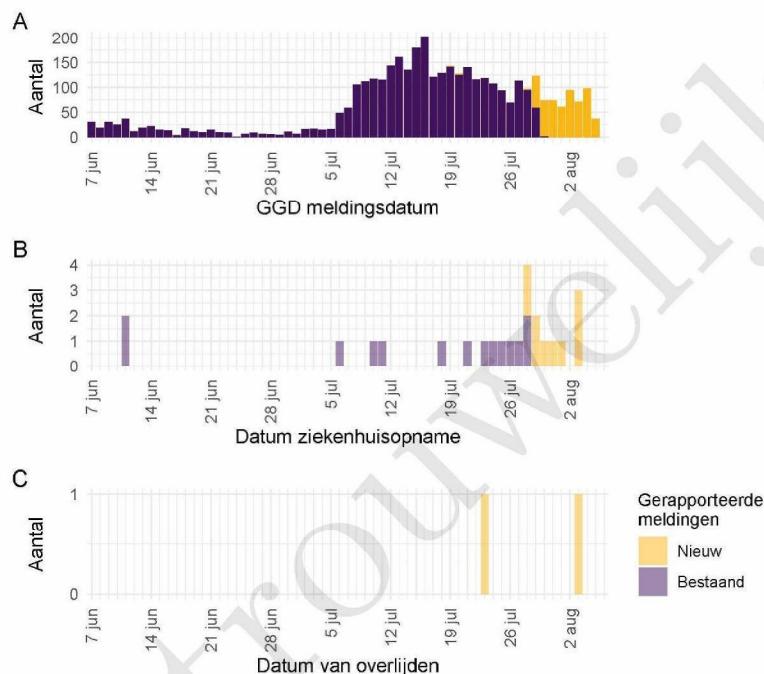 A
Aantal
200
150
100
50
0
7 jun
14 jun
21 jun
28 jun
5 jul
12 jul
19 jul
26 jul
2 aug
GGD meldingsdatum
B
Aantal
4
3
2
1
0
7 jun
14 jun
21 jun
28 jun
5 jul
12 jul
19 jul
26 jul
2 aug
Datum ziekenhuisopname
C
Aantal
1
0
7 jun
14 jun
21 jun
28 jun
5 jul
12 jul
19 jul
26 jul
2 aug
Datum van overlijden
Gerapporteerde
meldingen
Nieuw
Bestaand
trouwelijk